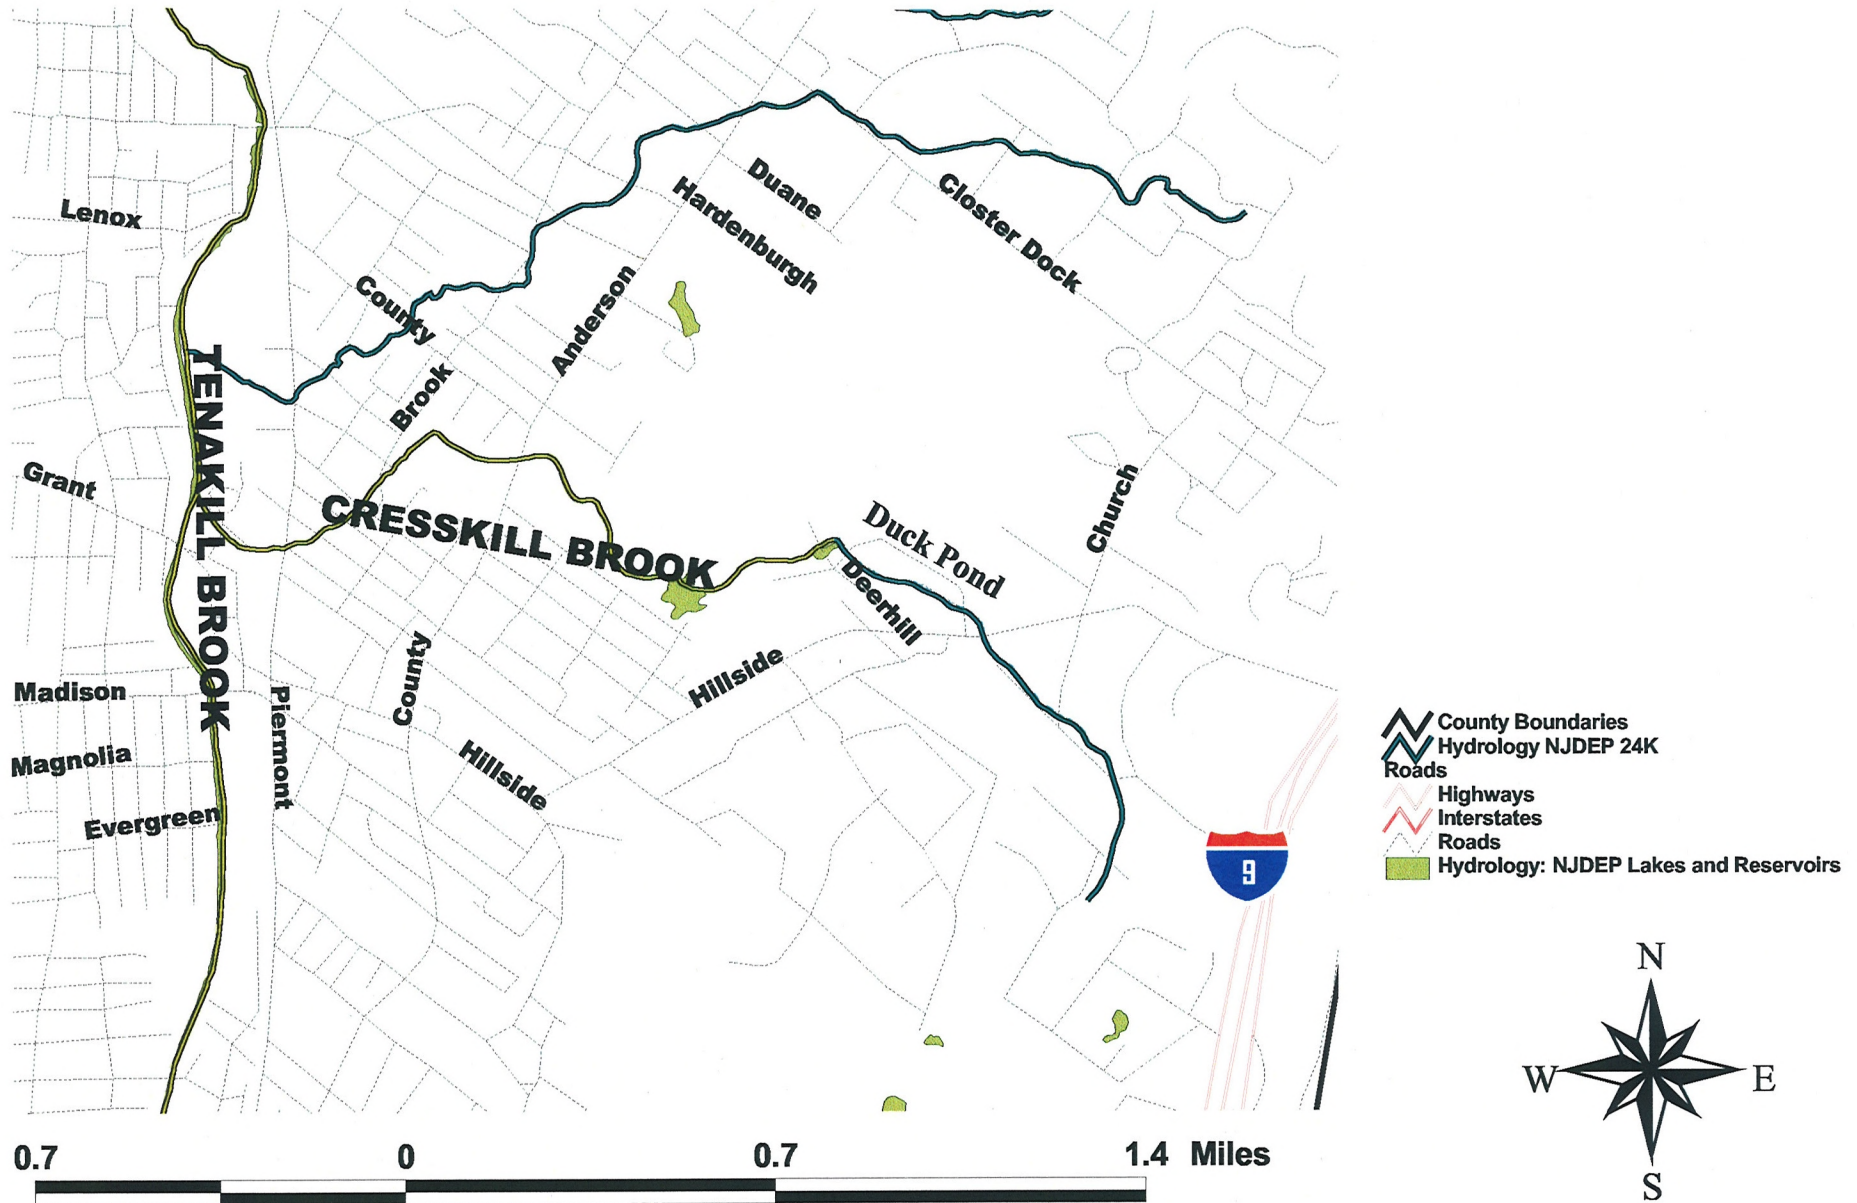 Lenox
Duane
Hardenburgh
Closter Dock
County
Anderson
Brook
TENAKILL BROOK
Grant
CRESSKILL BROOK
Duck Pond
Church
Deerhill
Hillside
County
Madison
Piermont
Magnolia
Hillside
Evergreen
9
County Boundaries
Hydrology NJDEP 24K
Roads
Highways
Interstates
Roads
Hydrology: NJDEP Lakes and Reservoirs
N
W
E
S
0.7 0 0.7 1.4 Miles